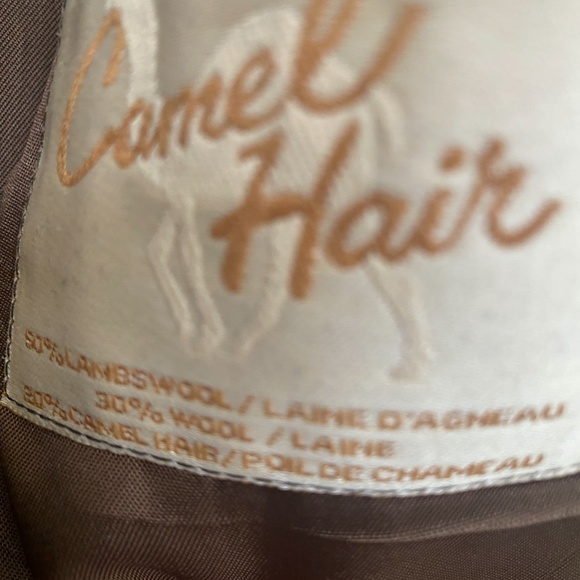 Camel
Hair
50% LAMBSWOOL / LAINE D'AGNEAU
30% WOOL / LAINE
20% CAMEL HAIR / POIL DE CHAMEAU